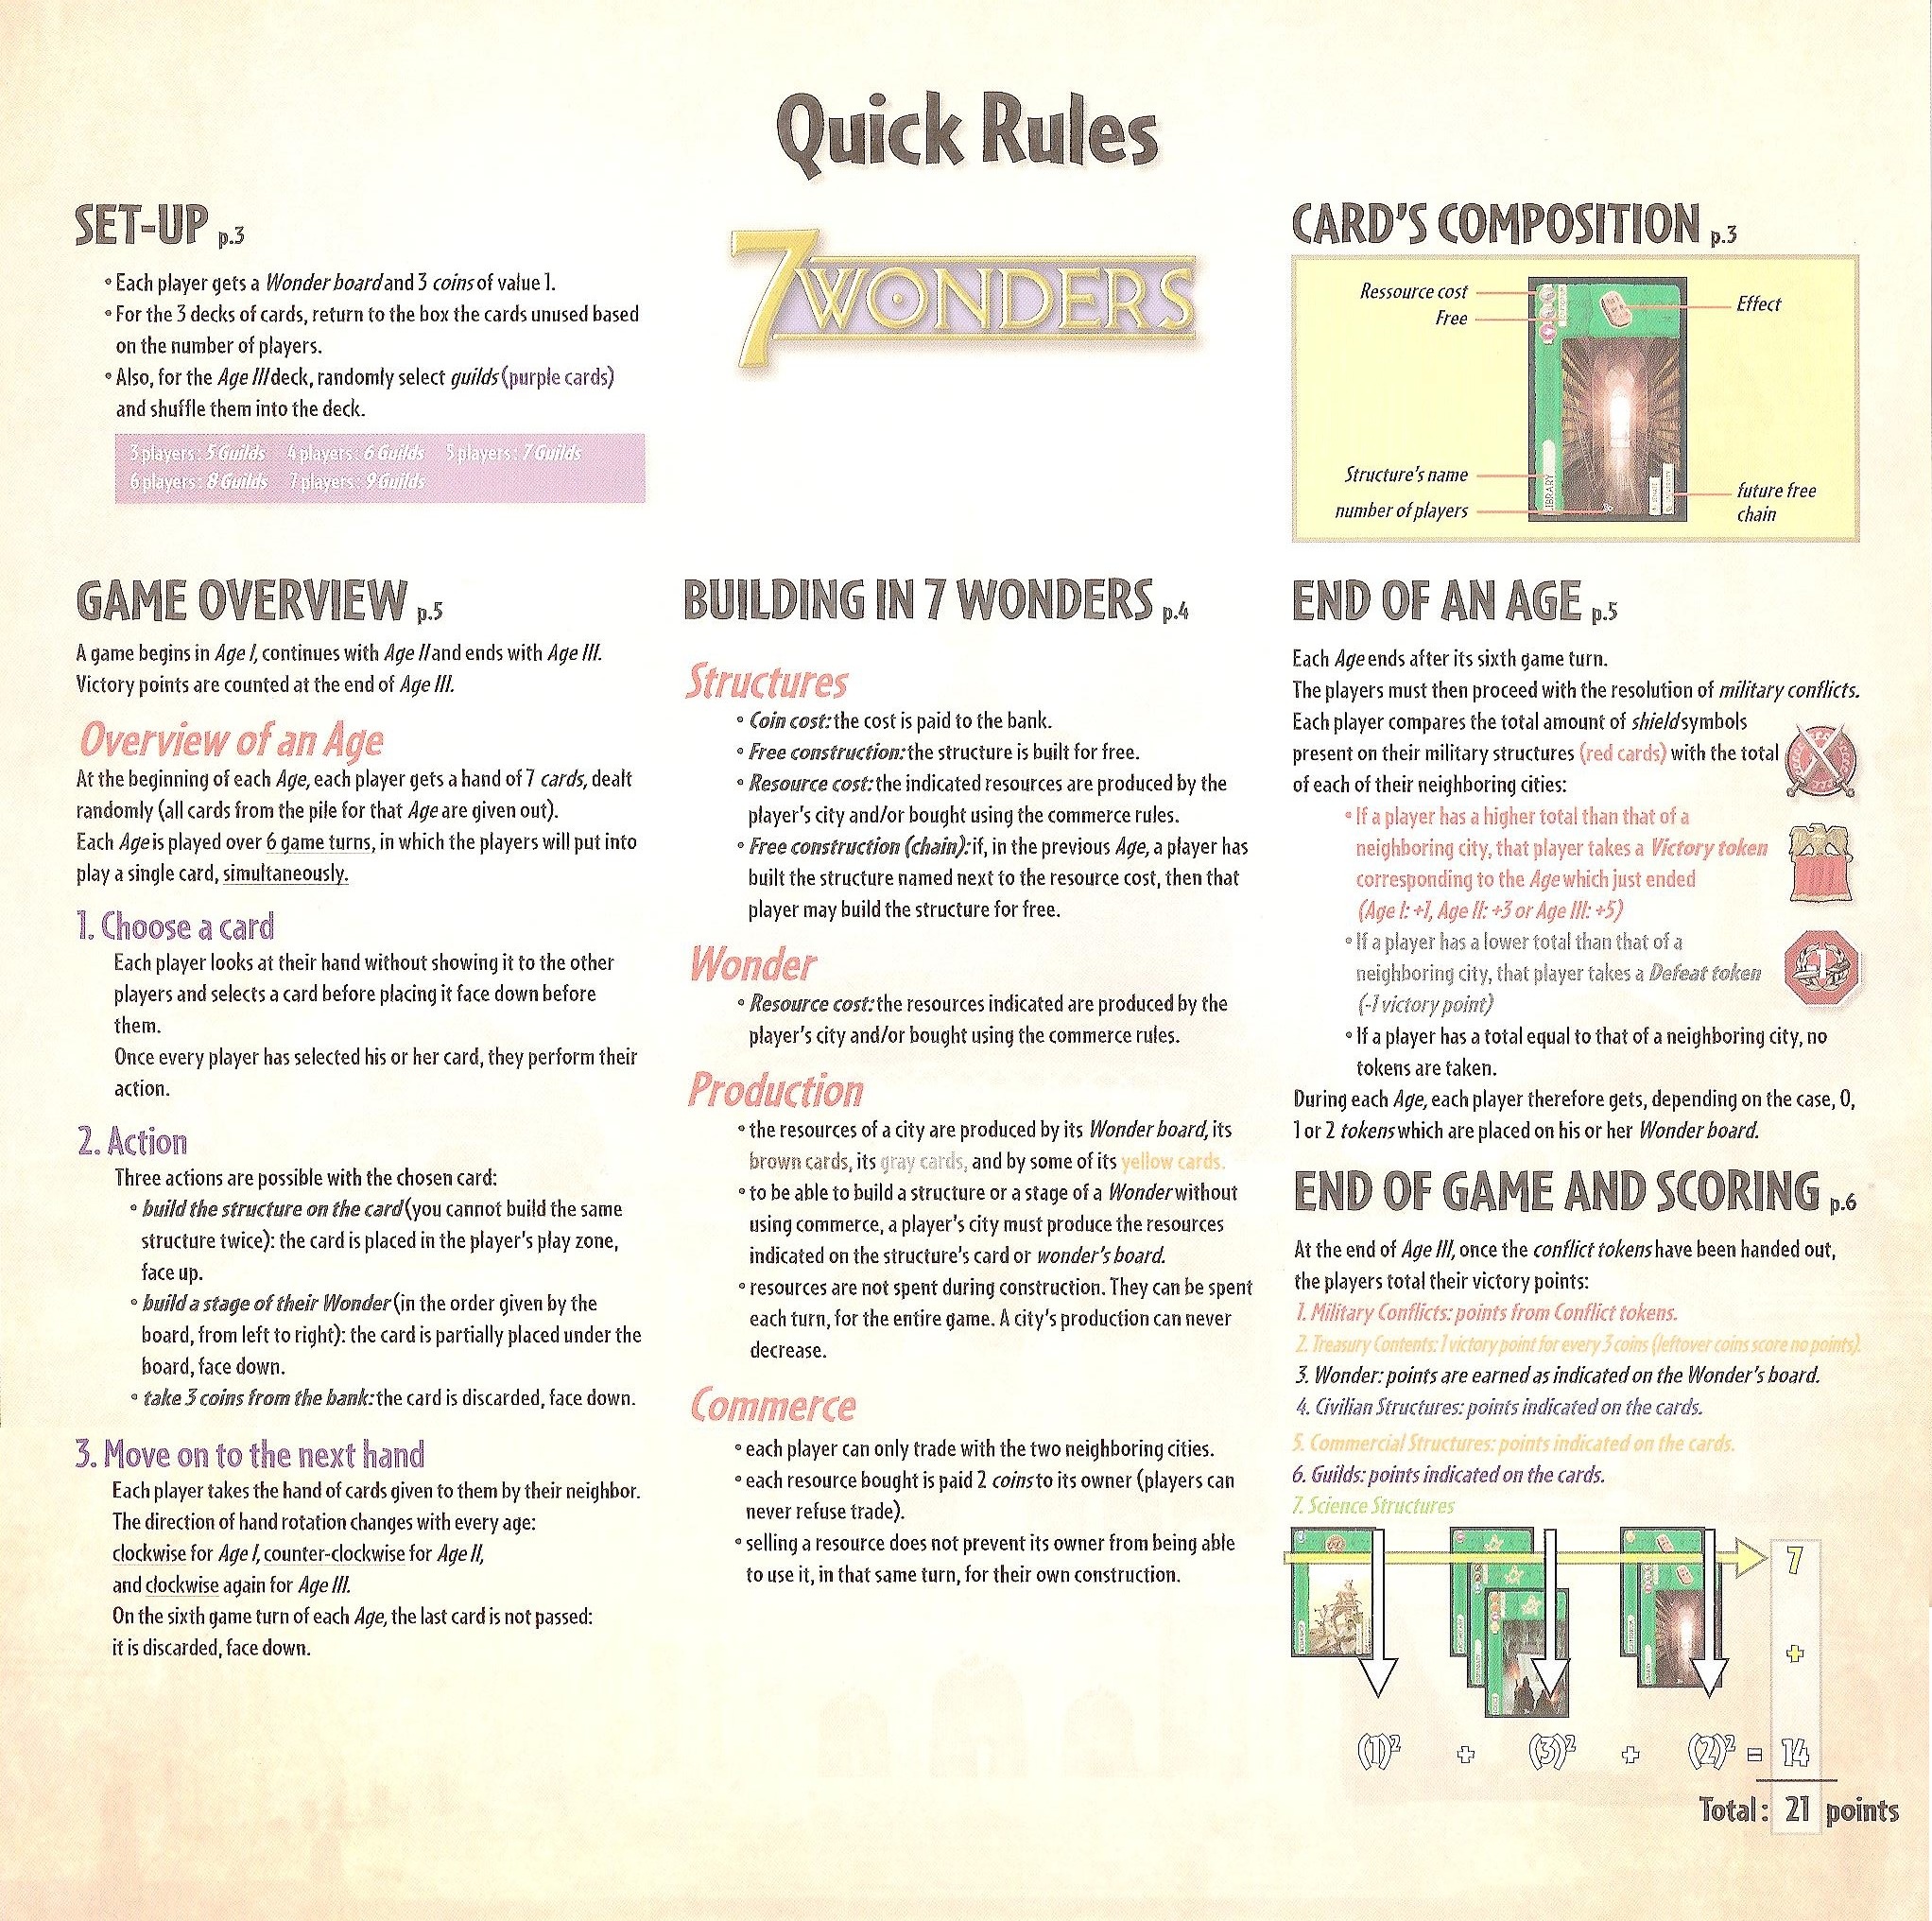 Quick Rules
SET-UP p.3
• Each player gets a Wonder board and 3 coins of value 1.
• For the 3 decks of cards, return to the box the cards unused based
on the number of players.
• Also, for the Age III deck, randomly select guilds (purple cards)
and shuffle them into the deck.
3 players: 5 Guilds 4 players: 6 Guilds 5 players: 7 Guilds
6 players: 8 Guilds 7 players: 9 Guilds
7 WONDERS
CARD'S COMPOSITION p.3
Ressource cost
Free
Effect
Structure's name
number of players
future free
chain
LIBRARY
GAME OVERVIEW p.5
A game begins in Age I, continues with Age II and ends with Age III.
Victory points are counted at the end of Age III.
Overview of an Age
At the beginning of each Age, each player gets a hand of 7 cards, dealt
randomly (all cards from the pile for that Age are given out).
Each Age is played over 6 game turns, in which the players will put into
play a single card, simultaneously.
1. Choose a card
Each player looks at their hand without showing it to the other
players and selects a card before placing it face down before
them.
Once every player has selected his or her card, they perform their
action.
2. Action
Three actions are possible with the chosen card:
• build the structure on the card (you cannot build the same
structure twice): the card is placed in the player's play zone,
face up.
• build a stage of their Wonder (in the order given by the
board, from left to right): the card is partially placed under the
board, face down.
• take 3 coins from the bank: the card is discarded, face down.
3. Move on to the next hand
Each player takes the hand of cards given to them by their neighbor.
The direction of hand rotation changes with every age:
clockwise for Age I, counter-clockwise for Age II,
and clockwise again for Age III.
On the sixth game turn of each Age, the last card is not passed:
it is discarded, face down.
BUILDING IN 7 WONDERS p.4
Structures
• Coin cost: the cost is paid to the bank.
• Free construction: the structure is built for free.
• Resource cost: the indicated resources are produced by the
player's city and/or bought using the commerce rules.
• Free construction (chain): if, in the previous Age, a player has
built the structure named next to the resource cost, then that
player may build the structure for free.
Wonder
• Resource cost: the resources indicated are produced by the
player's city and/or bought using the commerce rules.
Production
• the resources of a city are produced by its Wonder board, its
brown cards, its gray cards, and by some of its yellow cards.
• to be able to build a structure or a stage of a Wonder without
using commerce, a player's city must produce the resources
indicated on the structure's card or wonder's board.
• resources are not spent during construction. They can be spent
each turn, for the entire game. A city's production can never
decrease.
Commerce
• each player can only trade with the two neighboring cities.
• each resource bought is paid 2 coins to its owner (players can
never refuse trade).
• selling a resource does not prevent its owner from being able
to use it, in that same turn, for their own construction.
END OF AN AGE p.5
Each Age ends after its sixth game turn.
The players must then proceed with the resolution of military conflicts.
Each player compares the total amount of shield symbols
present on their military structures (red cards) with the total
of each of their neighboring cities:
• If a player has a higher total than that of a
neighboring city, that player takes a Victory token
corresponding to the Age which just ended
(Age I: +1, Age II: +3 or Age III: +5)
• If a player has a lower total than that of a
neighboring city, that player takes a Defeat token
(-1 victory point)
• If a player has a total equal to that of a neighboring city, no
tokens are taken.
During each Age, each player therefore gets, depending on the case, 0,
1 or 2 tokens which are placed on his or her Wonder board.
END OF GAME AND SCORING p.6
At the end of Age III, once the conflict tokens have been handed out,
the players total their victory points:
1. Military Conflicts: points from Conflict tokens.
2. Treasury Contents: 1 victory point for every 3 coins (leftover coins score no points).
3. Wonder: points are earned as indicated on the Wonder's board.
4. Civilian Structures: points indicated on the cards.
5. Commercial Structures: points indicated on the cards.
6. Guilds: points indicated on the cards.
7. Science Structures
7
+
(1)² + (3)² + (2)² = 14
Total: 21 points